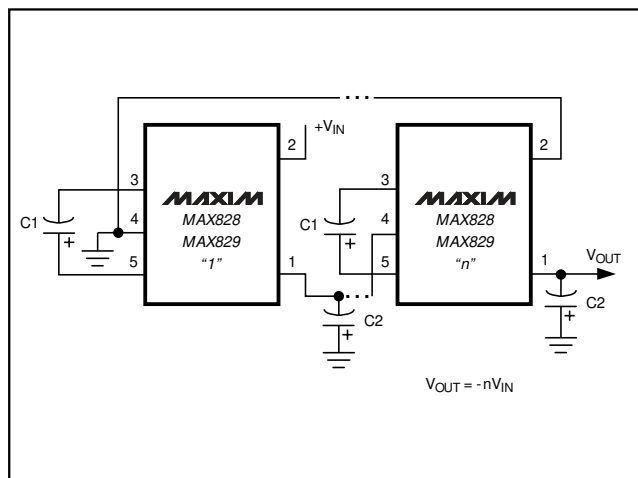 ...
2
+VIN
2
3
MAXIM
3
MAXIM
C1
4
MAX828
C1
4
MAX828
MAX829
MAX829
5
"1"
1
5
"n"
1
VOUT
...
C2
C2
VOUT = -nVIN